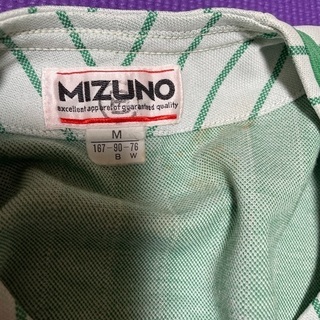 MIZUNO
excellent apparel of guaranteed quality
M
167-90-76
B W